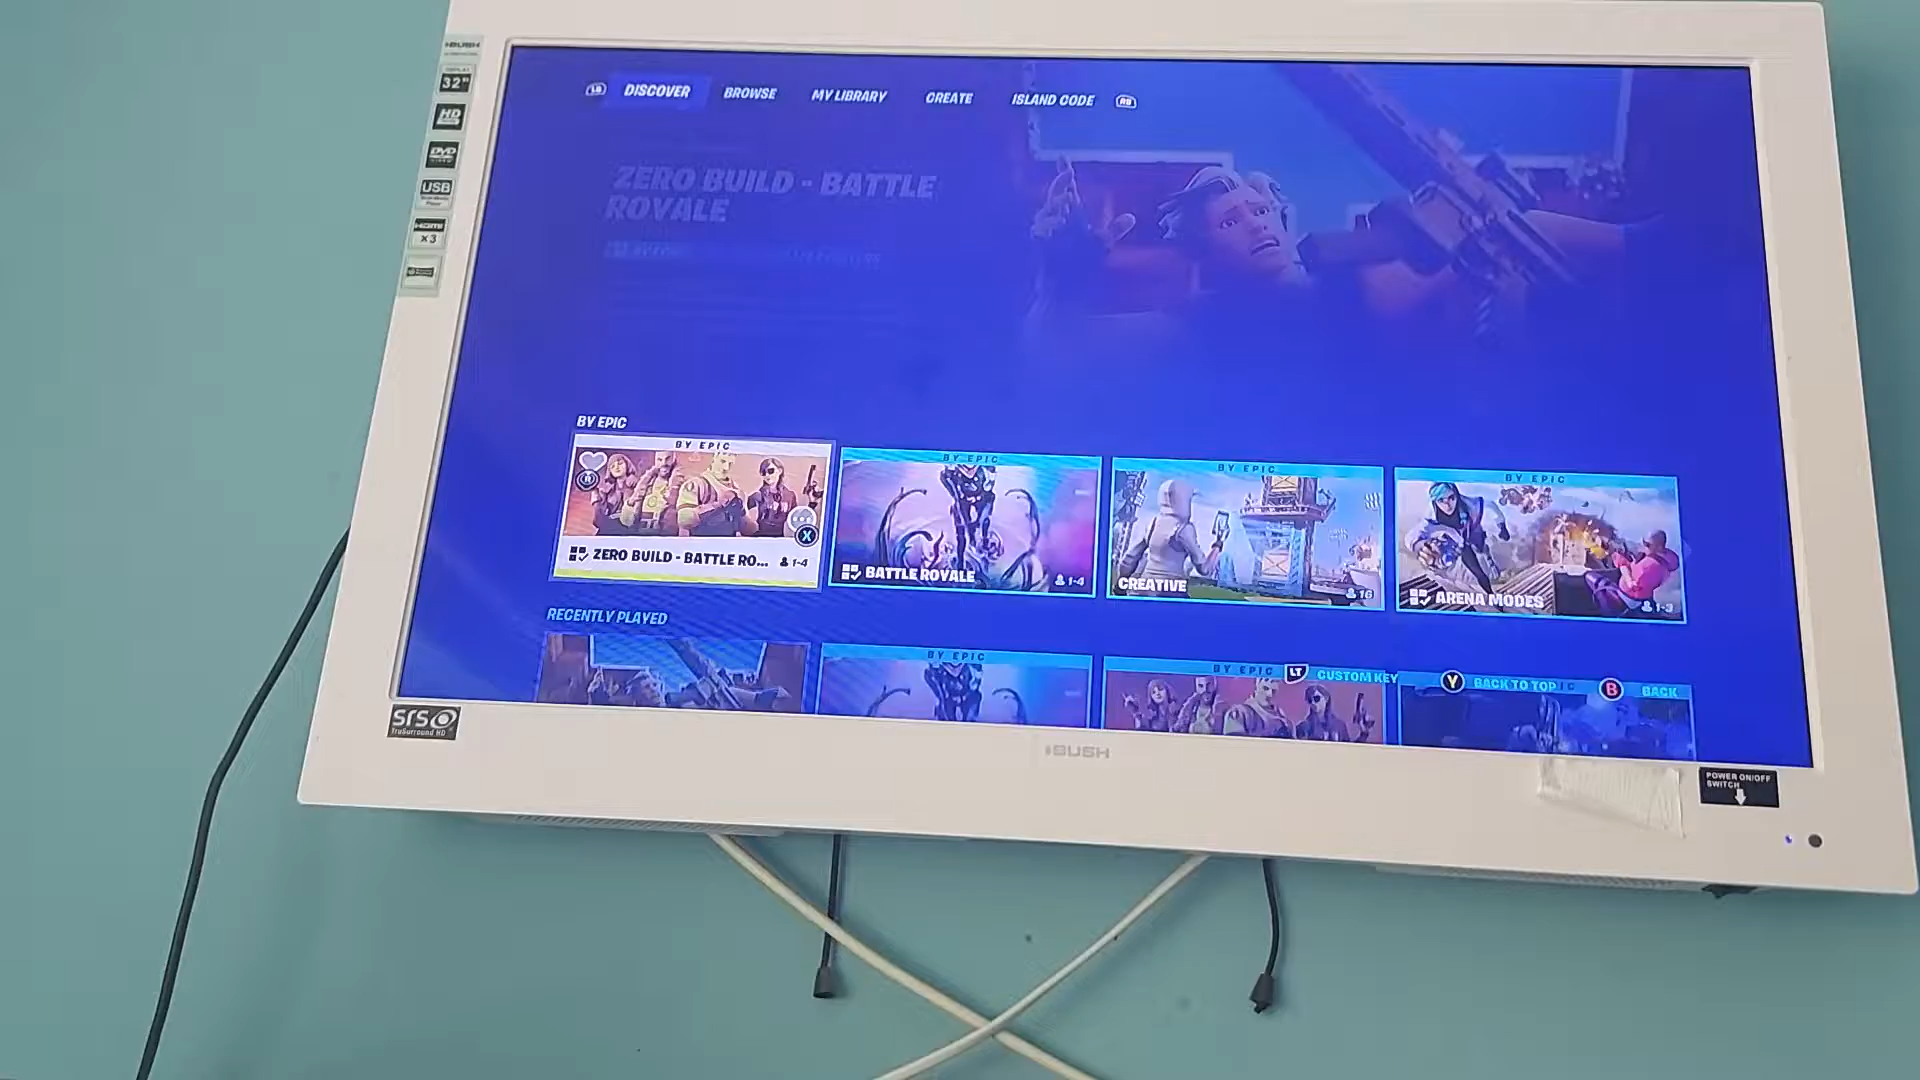 BUSH
DISPLAY
32"
HD
DVD
USB
HDMI
x3
LB DISCOVER BROWSE MY LIBRARY CREATE ISLAND CODE RB
ZERO BUILD - BATTLE
ROYALE
BY EPIC
BY EPIC
ZERO BUILD - BATTLE RO... 1-4
X
BY EPIC
BATTLE ROYALE 1-4
BY EPIC
CREATIVE 16
BY EPIC
ARENA MODES 1-3
RECENTLY PLAYED
BY EPIC
BY EPIC
LT CUSTOM KEY
Y BACK TO TOP
B BACK
SRS
TruSurround HD
BUSH
POWER ON/OFF
SWITCH